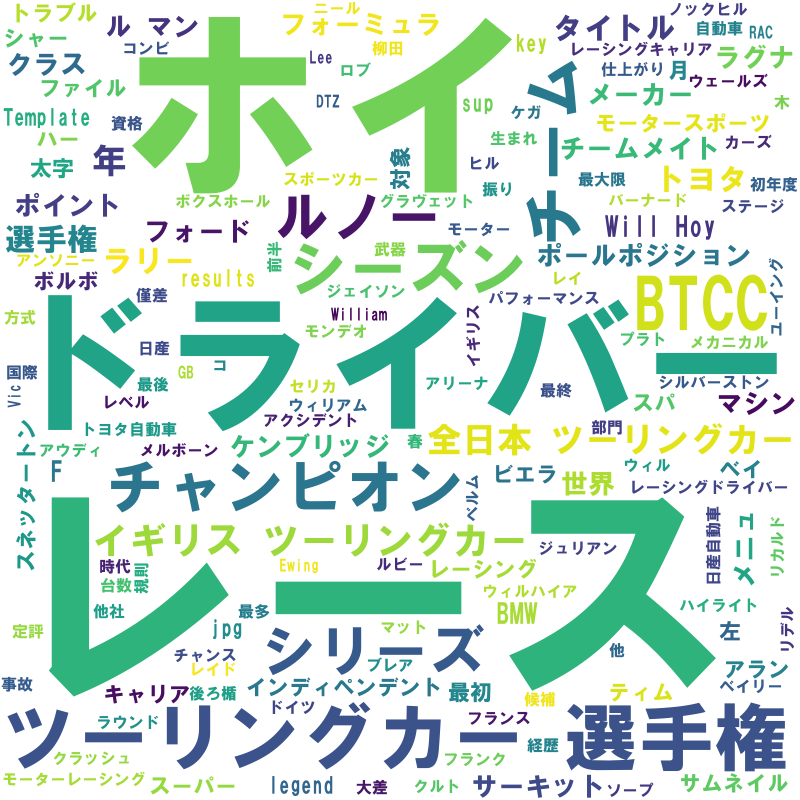 トラブル
ル マン
ニール
フォーミュラ
タイトル
ノックヒル
シャー
コンビ
柳田
key
自動車
RAC
クラス
Lee
ロブ
レーシングキャリア
ラグナ
ファイル
ホイ
チーム
仕上がり
月
ウェールズ
Template
資格
DTZ
sup
ケガ
メーカー
木
ハー
生まれ
モータースポーツ
カーズ
太字
年
対象
ヒル
チームメイト
スポーツカー
振り
最大限
トヨタ
初年度
ポイント
ボクスホール
グラヴェット
バーナード
ステージ
選手権
フォード
ルノー
モーター
Will Hoy
アンソニー
ラリー
前半
シーズン
武器
ポールポジション
ボルボ
results
レイ
ユーイング
僅差
ジェイソン
パフォーマンス
BTCC
方式
William
イギリス
日産
モンデオ
プラト
メカニカル
Vic
国際
最後
GB
コ
ドライバー
セリカ
アリーナ
最終
シルバーストン
レベル
ウィリアム
スパ
マシン
トヨタ自動車
アクシデント
部門
スネッタートン
アウディ
メルボーン
ケンブリッジ
春
全日本 ツーリングカー
F
チャンピオン
ベルム
ビエラ
ウィル
ベイ
世界
レーシングドライバー
イギリス ツーリングカー
ジュリアン
日産自動車
メニュ
リカルド
時代
Ewing
ルビー
レーシング
台数
規則
レース
ウィルハイア
他社
最多
BMW
ハイライト
定評
jpg
マット
左
リデル
チャンス
シリーズ
他
レイド
ブレア
アラン
事故
キャリア
後ろ楯
インディペンデント
最初
候補
ティム
ベイリー
ドイツ
ツーリングカー
選手権
ラウンド
フランス
経歴
クラッシュ
フランク
モーターレーシング
スーパー
legend
大差
クルト
サーキット
ソープ
サムネイル